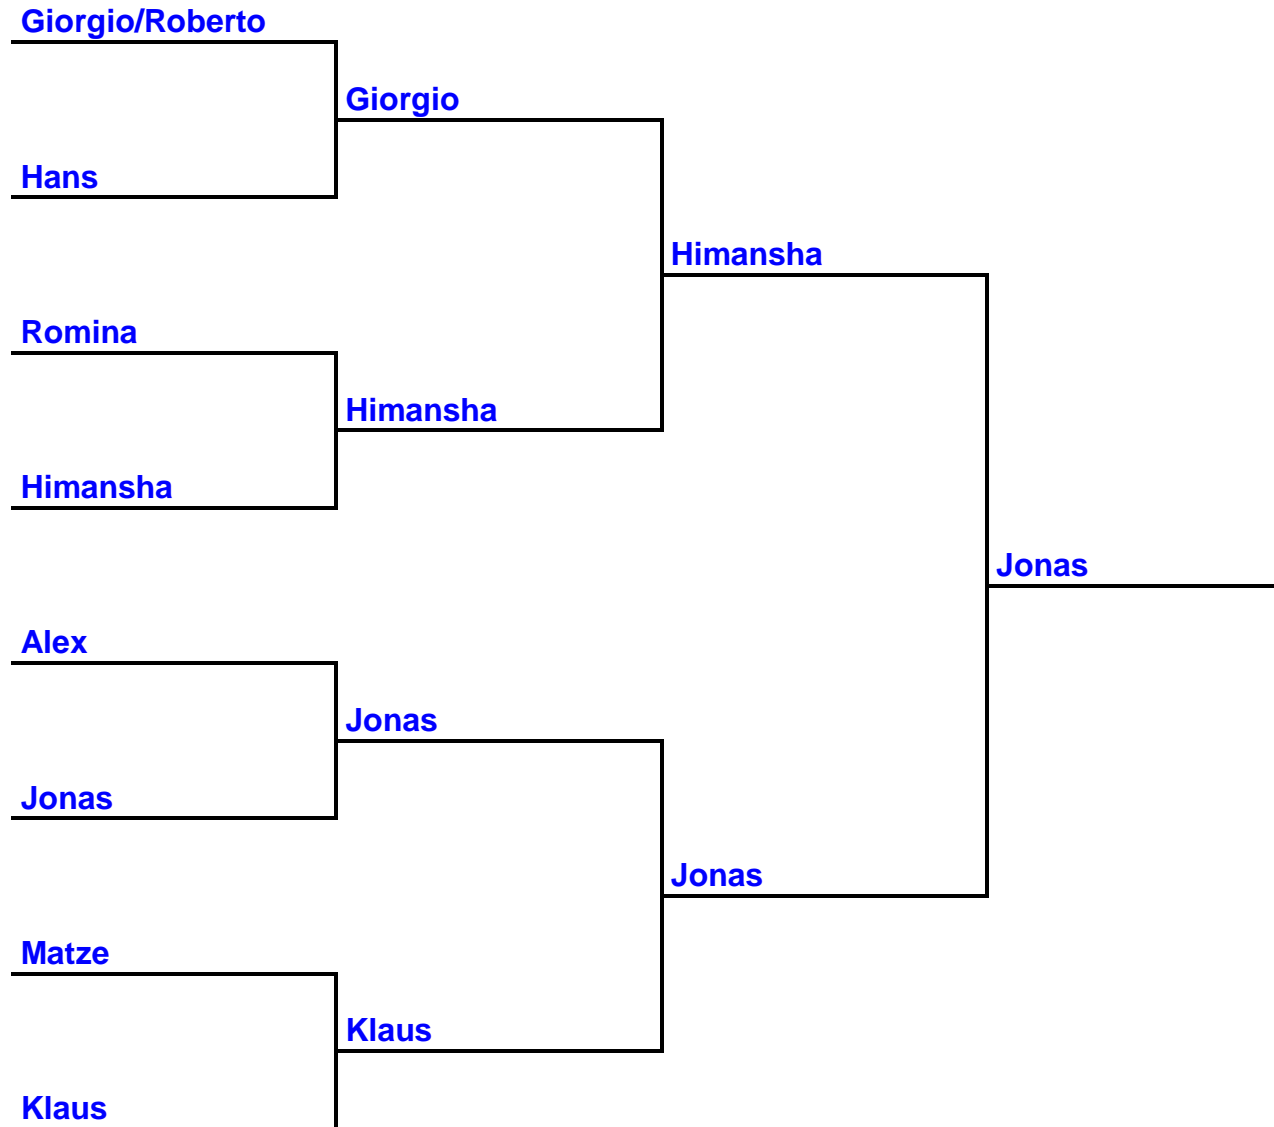 Giorgio/Roberto
Giorgio
Hans
Himansha
Romina
Himansha
Himansha
Jonas
Alex
Jonas
Jonas
Jonas
Matze
Klaus
Klaus